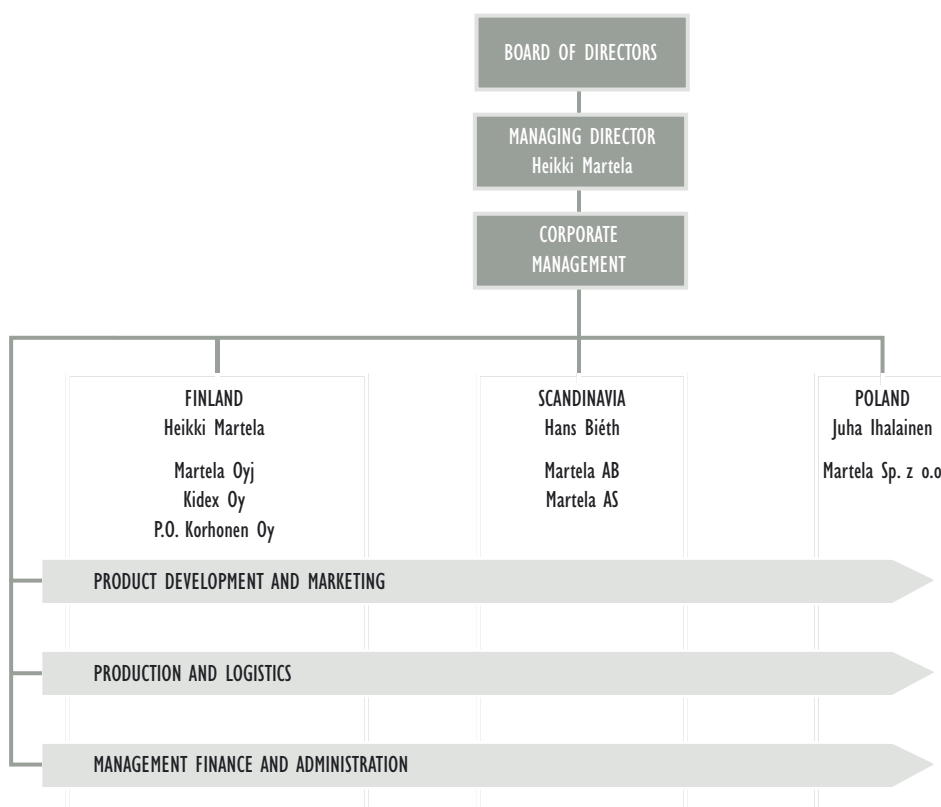 BOARD OF DIRECTORS
MANAGING DIRECTOR
Heikki Martela
CORPORATE
MANAGEMENT
FINLAND
Heikki Martela
Martela Oyj
Kidex Oy
P.O. Korhonen Oy
SCANDINAVIA
Hans Biéth
Martela AB
Martela AS
POLAND
Juha Ihalainen
Martela Sp. z o.o
PRODUCT DEVELOPMENT AND MARKETING
PRODUCTION AND LOGISTICS
MANAGEMENT FINANCE AND ADMINISTRATION